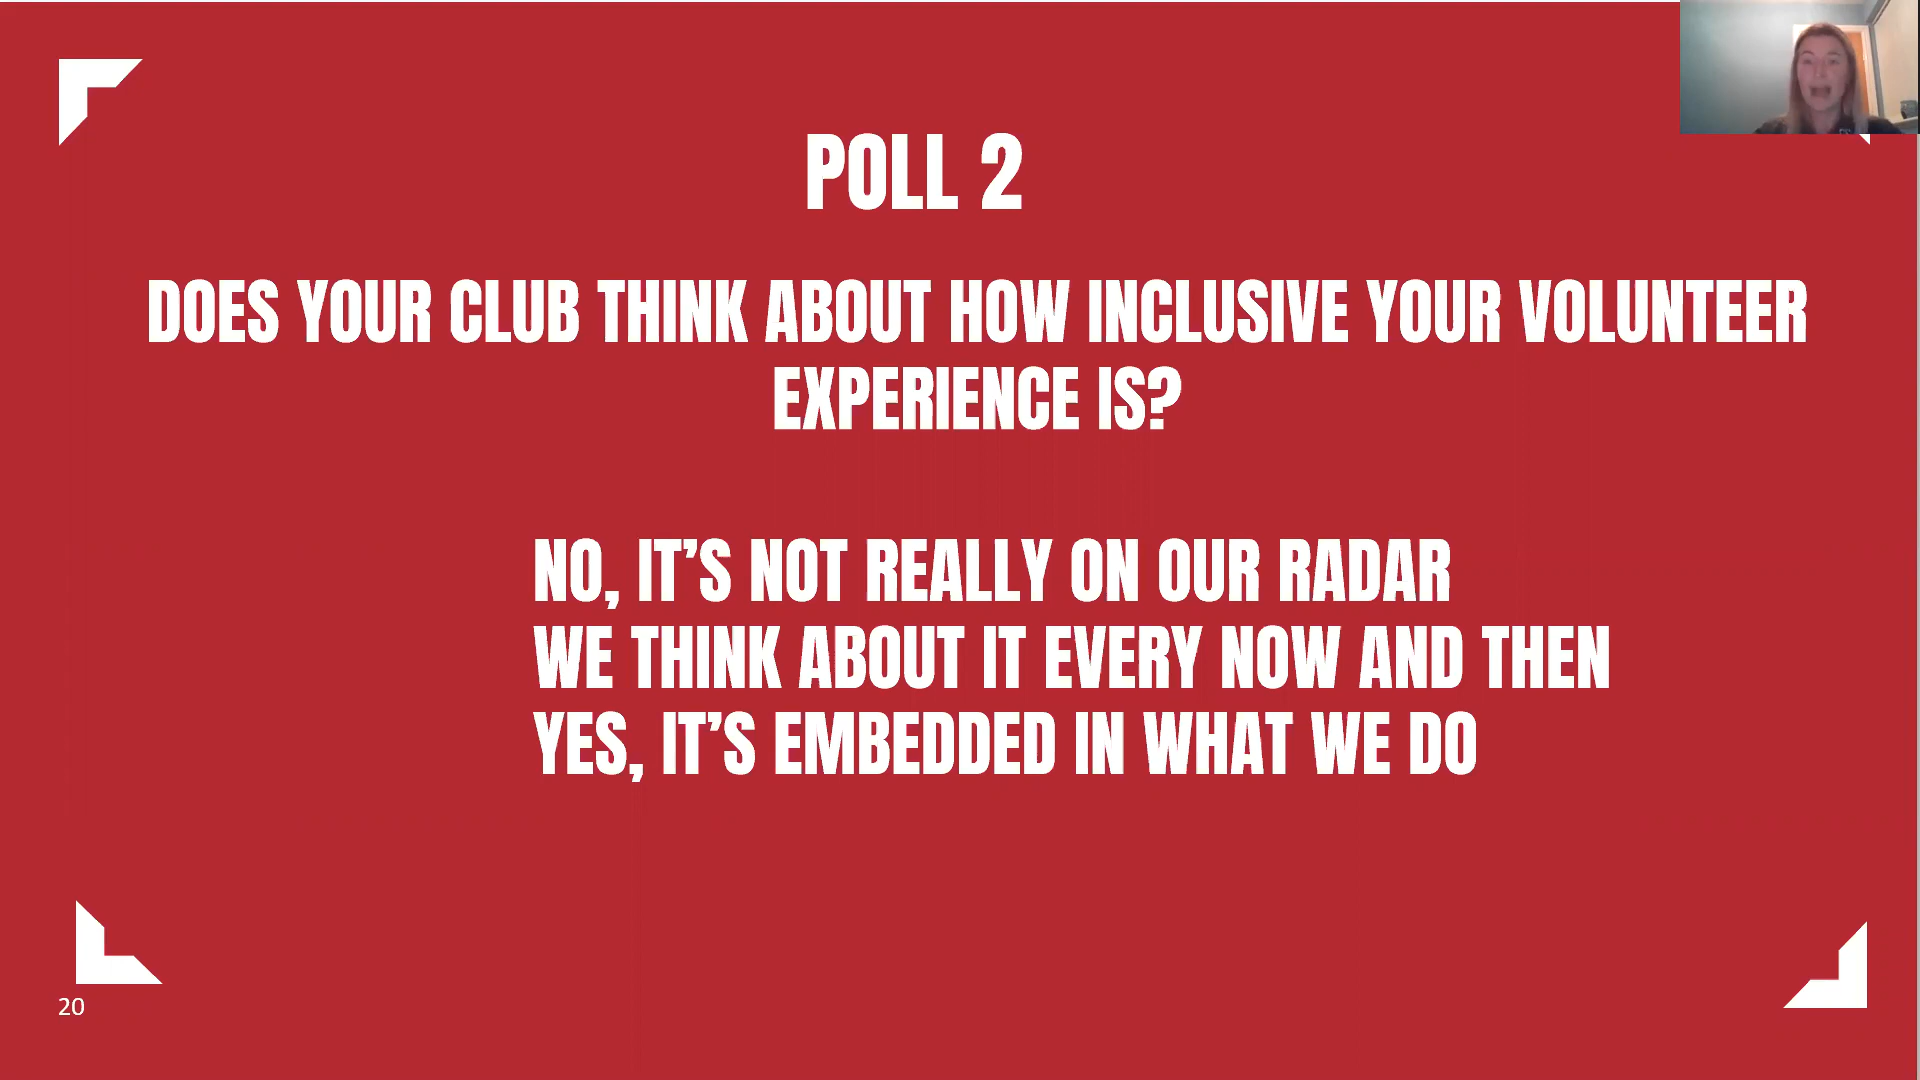 POLL 2
DOES YOUR CLUB THINK ABOUT HOW INCLUSIVE YOUR VOLUNTEER
EXPERIENCE IS?
NO, IT’S NOT REALLY ON OUR RADAR
WE THINK ABOUT IT EVERY NOW AND THEN
YES, IT’S EMBEDDED IN WHAT WE DO
20